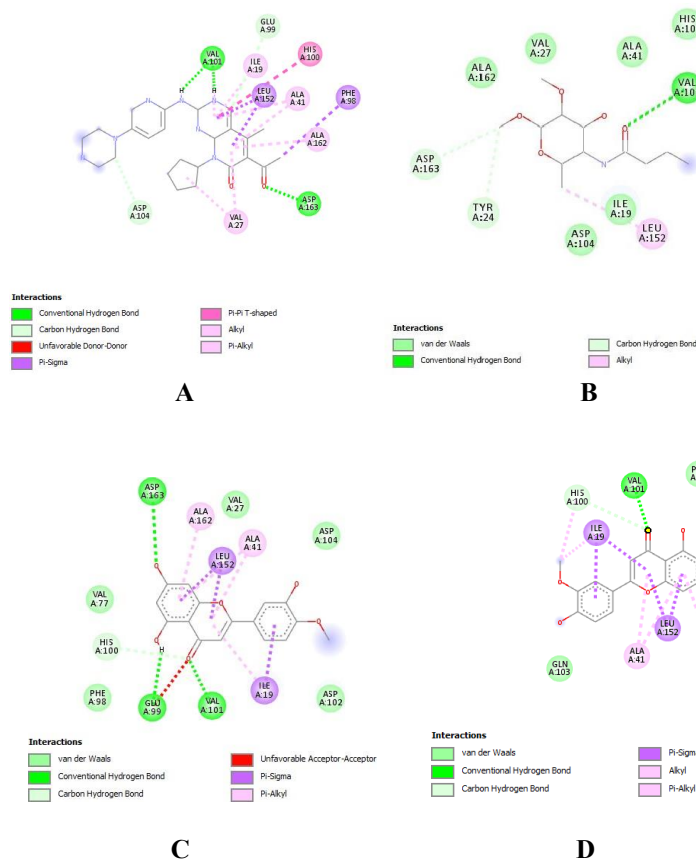 GLU
A:99
VAL
A:101
ILE
A:19
HIS
A:100
LEU
A:152
ALA
A:41
PHE
A:98
ALA
A:162
ASP
A:104
VAL
A:27
ASP
A:163
H
H
N
N
N
Interactions
Conventional Hydrogen Bond
Carbon Hydrogen Bond
Unfavorable Donor-Donor
Pi-Sigma
Pi-Pi T-shaped
Alkyl
Pi-Alkyl
A
HIS
VAL
A:27
ALA
A:41
ALA
A:162
VAL
ASP
A:163
TYR
A:24
ILE
A:19
ASP
A:104
LEU
A:152
O
O
O
N
Interactions
van der Waals
Conventional Hydrogen Bond
Carbon Hydrogen Bond
Alkyl
B
ASP
A:163
VAL
A:27
ALA
A:162
ASP
A:104
ALA
A:41
LEU
A:152
VAL
A:77
HIS
A:100
PHE
A:98
GLU
A:99
VAL
A:101
ILE
A:19
ASP
A:102
H
O
Interactions
van der Waals
Conventional Hydrogen Bond
Carbon Hydrogen Bond
Unfavorable Acceptor-Acceptor
Pi-Sigma
Pi-Alkyl
C
VAL
A:101
HIS
A:100
ILE
A:19
LEU
A:152
ALA
A:41
GLN
A:103
O
Interactions
van der Waals
Conventional Hydrogen Bond
Carbon Hydrogen Bond
Alkyl
Pi-Alkyl
D